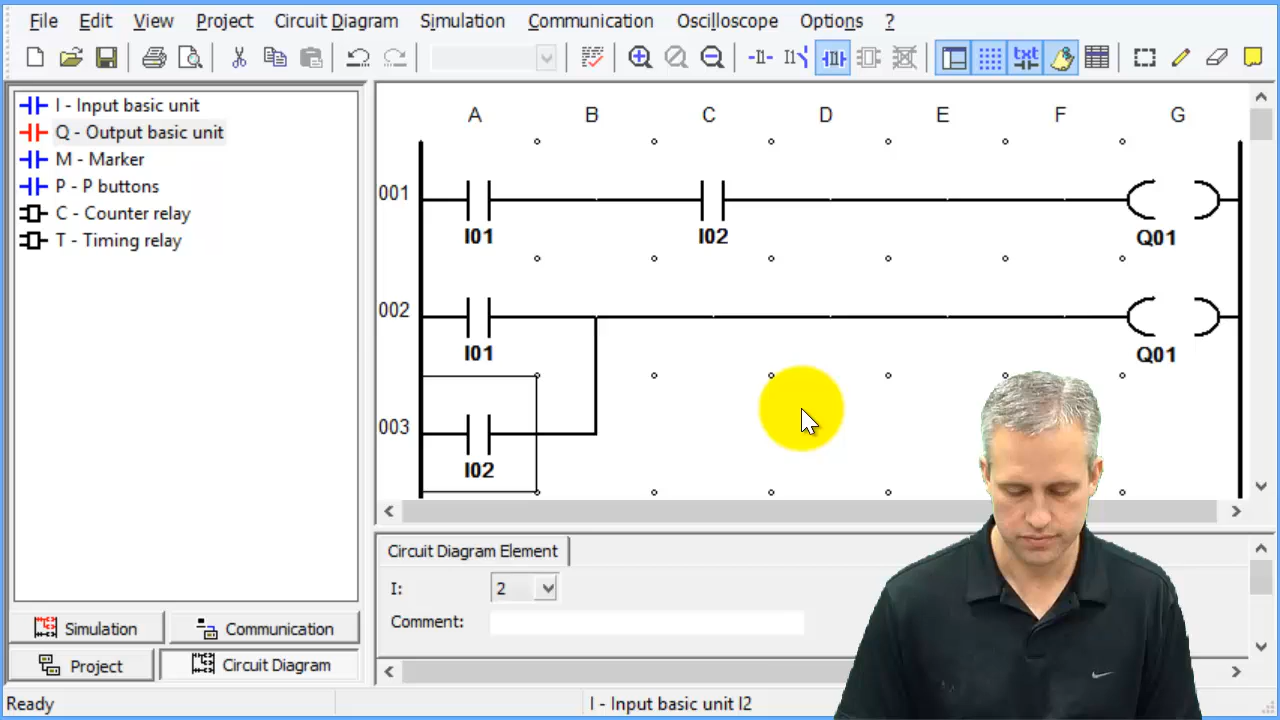 File Edit View Project Circuit Diagram Simulation Communication Oscilloscope Options ?
txt
I - Input basic unit
Q - Output basic unit
M - Marker
P - P buttons
C - Counter relay
T - Timing relay
A B C D E F G
001
I01 I02 Q01
002
I01 Q01
003
I02
Circuit Diagram Element
I: 2
Comment:
Simulation Communication
Project Circuit Diagram
Ready I - Input basic unit I2